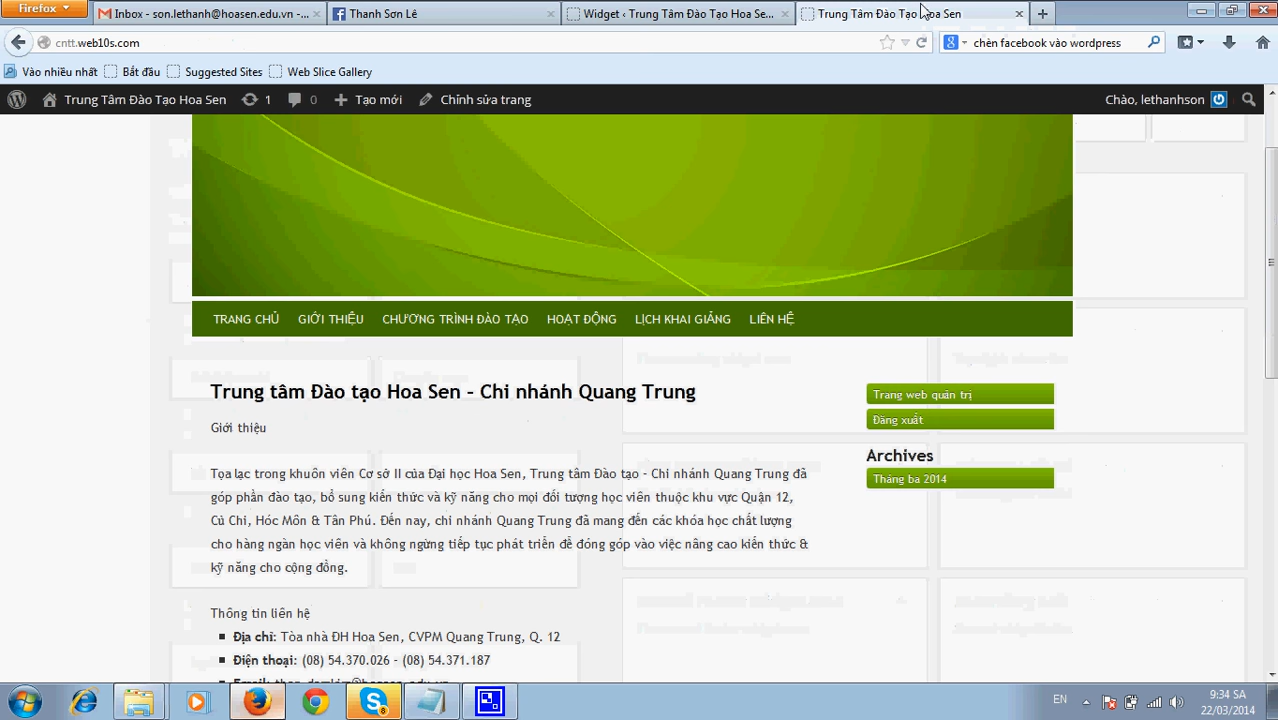 Firefox
Inbox - son.lethanh@hoasen.edu.vn -...
Thanh Sơn Lê
Widget ‹ Trung Tâm Đào Tạo Hoa Se...
Trung Tâm Đào Tạo Hoa Sen
cntt.web10s.com
chèn facebook vào wordpress
Vào nhiều nhất
Bắt đầu
Suggested Sites
Web Slice Gallery
Trung Tâm Đào Tạo Hoa Sen
1
0
Tạo mới
Chỉnh sửa trang
Chào, lethanhson
TRANG CHỦ
GIỚI THIỆU
CHƯƠNG TRÌNH ĐÀO TẠO
HOẠT ĐỘNG
LỊCH KHAI GIẢNG
LIÊN HỆ
Trung tâm Đào tạo Hoa Sen – Chi nhánh Quang Trung
Giới thiệu
Tọa lạc trong khuôn viên Cơ sở II của Đại học Hoa Sen, Trung tâm Đào tạo – Chi nhánh Quang Trung đã
góp phần đào tạo, bổ sung kiến thức và kỹ năng cho mọi đối tượng học viên thuộc khu vực Quận 12,
Củ Chi, Hóc Môn & Tân Phú. Đến nay, chi nhánh Quang Trung đã mang đến các khóa học chất lượng
cho hàng ngàn học viên và không ngừng tiếp tục phát triển để đóng góp vào việc nâng cao kiến thức &
kỹ năng cho cộng đồng.
Thông tin liên hệ
Địa chỉ: Tòa nhà ĐH Hoa Sen, CVPM Quang Trung, Q. 12
Điện thoại: (08) 54.370.026 – (08) 54.371.187
Trang web quản trị
Đăng xuất
Archives
Tháng ba 2014
EN
9:34 SA
22/03/2014